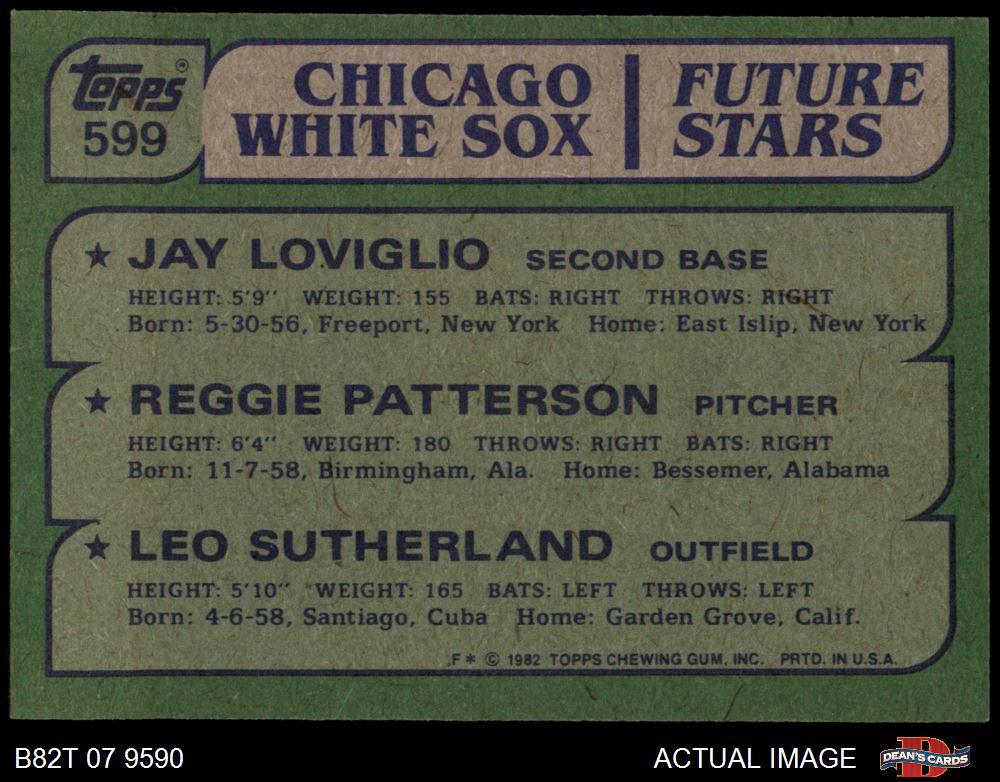 Topps®
599
CHICAGO WHITE SOX
FUTURE STARS
★ JAY LOVIGLIO SECOND BASE
HEIGHT: 5'9'' WEIGHT: 155 BATS: RIGHT THROWS: RIGHT
Born: 5-30-56, Freeport, New York Home: East Islip, New York
★ REGGIE PATTERSON PITCHER
HEIGHT: 6'4'' WEIGHT: 180 THROWS: RIGHT BATS: RIGHT
Born: 11-7-58, Birmingham, Ala. Home: Bessemer, Alabama
★ LEO SUTHERLAND OUTFIELD
HEIGHT: 5'10'' WEIGHT: 165 BATS: LEFT THROWS: LEFT
Born: 4-6-58, Santiago, Cuba Home: Garden Grove, Calif.
F* © 1982 TOPPS CHEWING GUM, INC. PRTD. IN U.S.A.
B82T 07 9590
ACTUAL IMAGE
DEAN'S CARDS